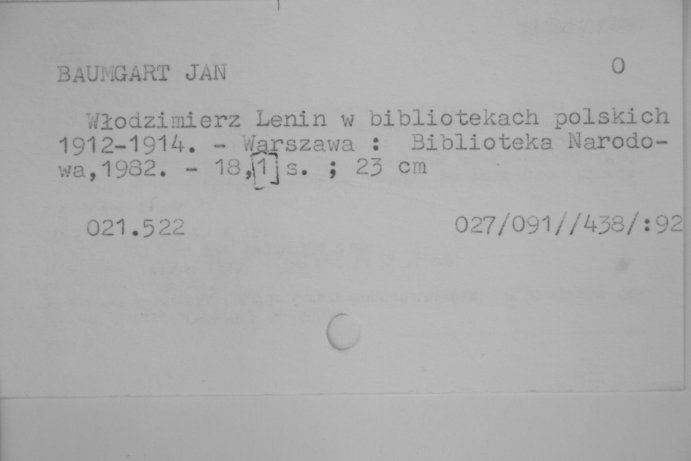 BAUMGART JAN O
Włodzimierz Lenin w bibliotekach polskich
1912-1914. - Warszawa : Biblioteka Narodo-
wa,1982. - 18,[1] s. ; 23 cm
021.522 027/091//438/:92